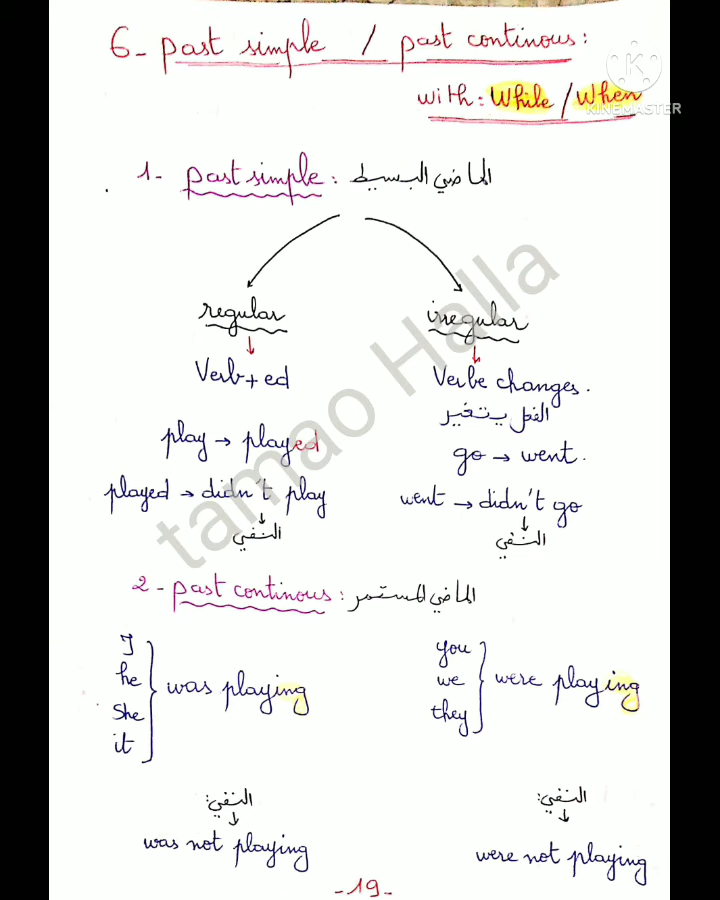 6- past simple / past continous:
with: While / When
KINEMASTER
1- past simple: الماضي البسيط
regular
irregular
Verb + ed
Verbe changes.
الفعل يتغير
play → played
go → went.
played → didn't play
went → didn't go
النفي
النفي
tamao Halla
2- past continous: الماضي المستمر
I
he
She
it
was playing
you
we
they
were playing
النفي:
النفي:
was not playing
were not playing
-19-